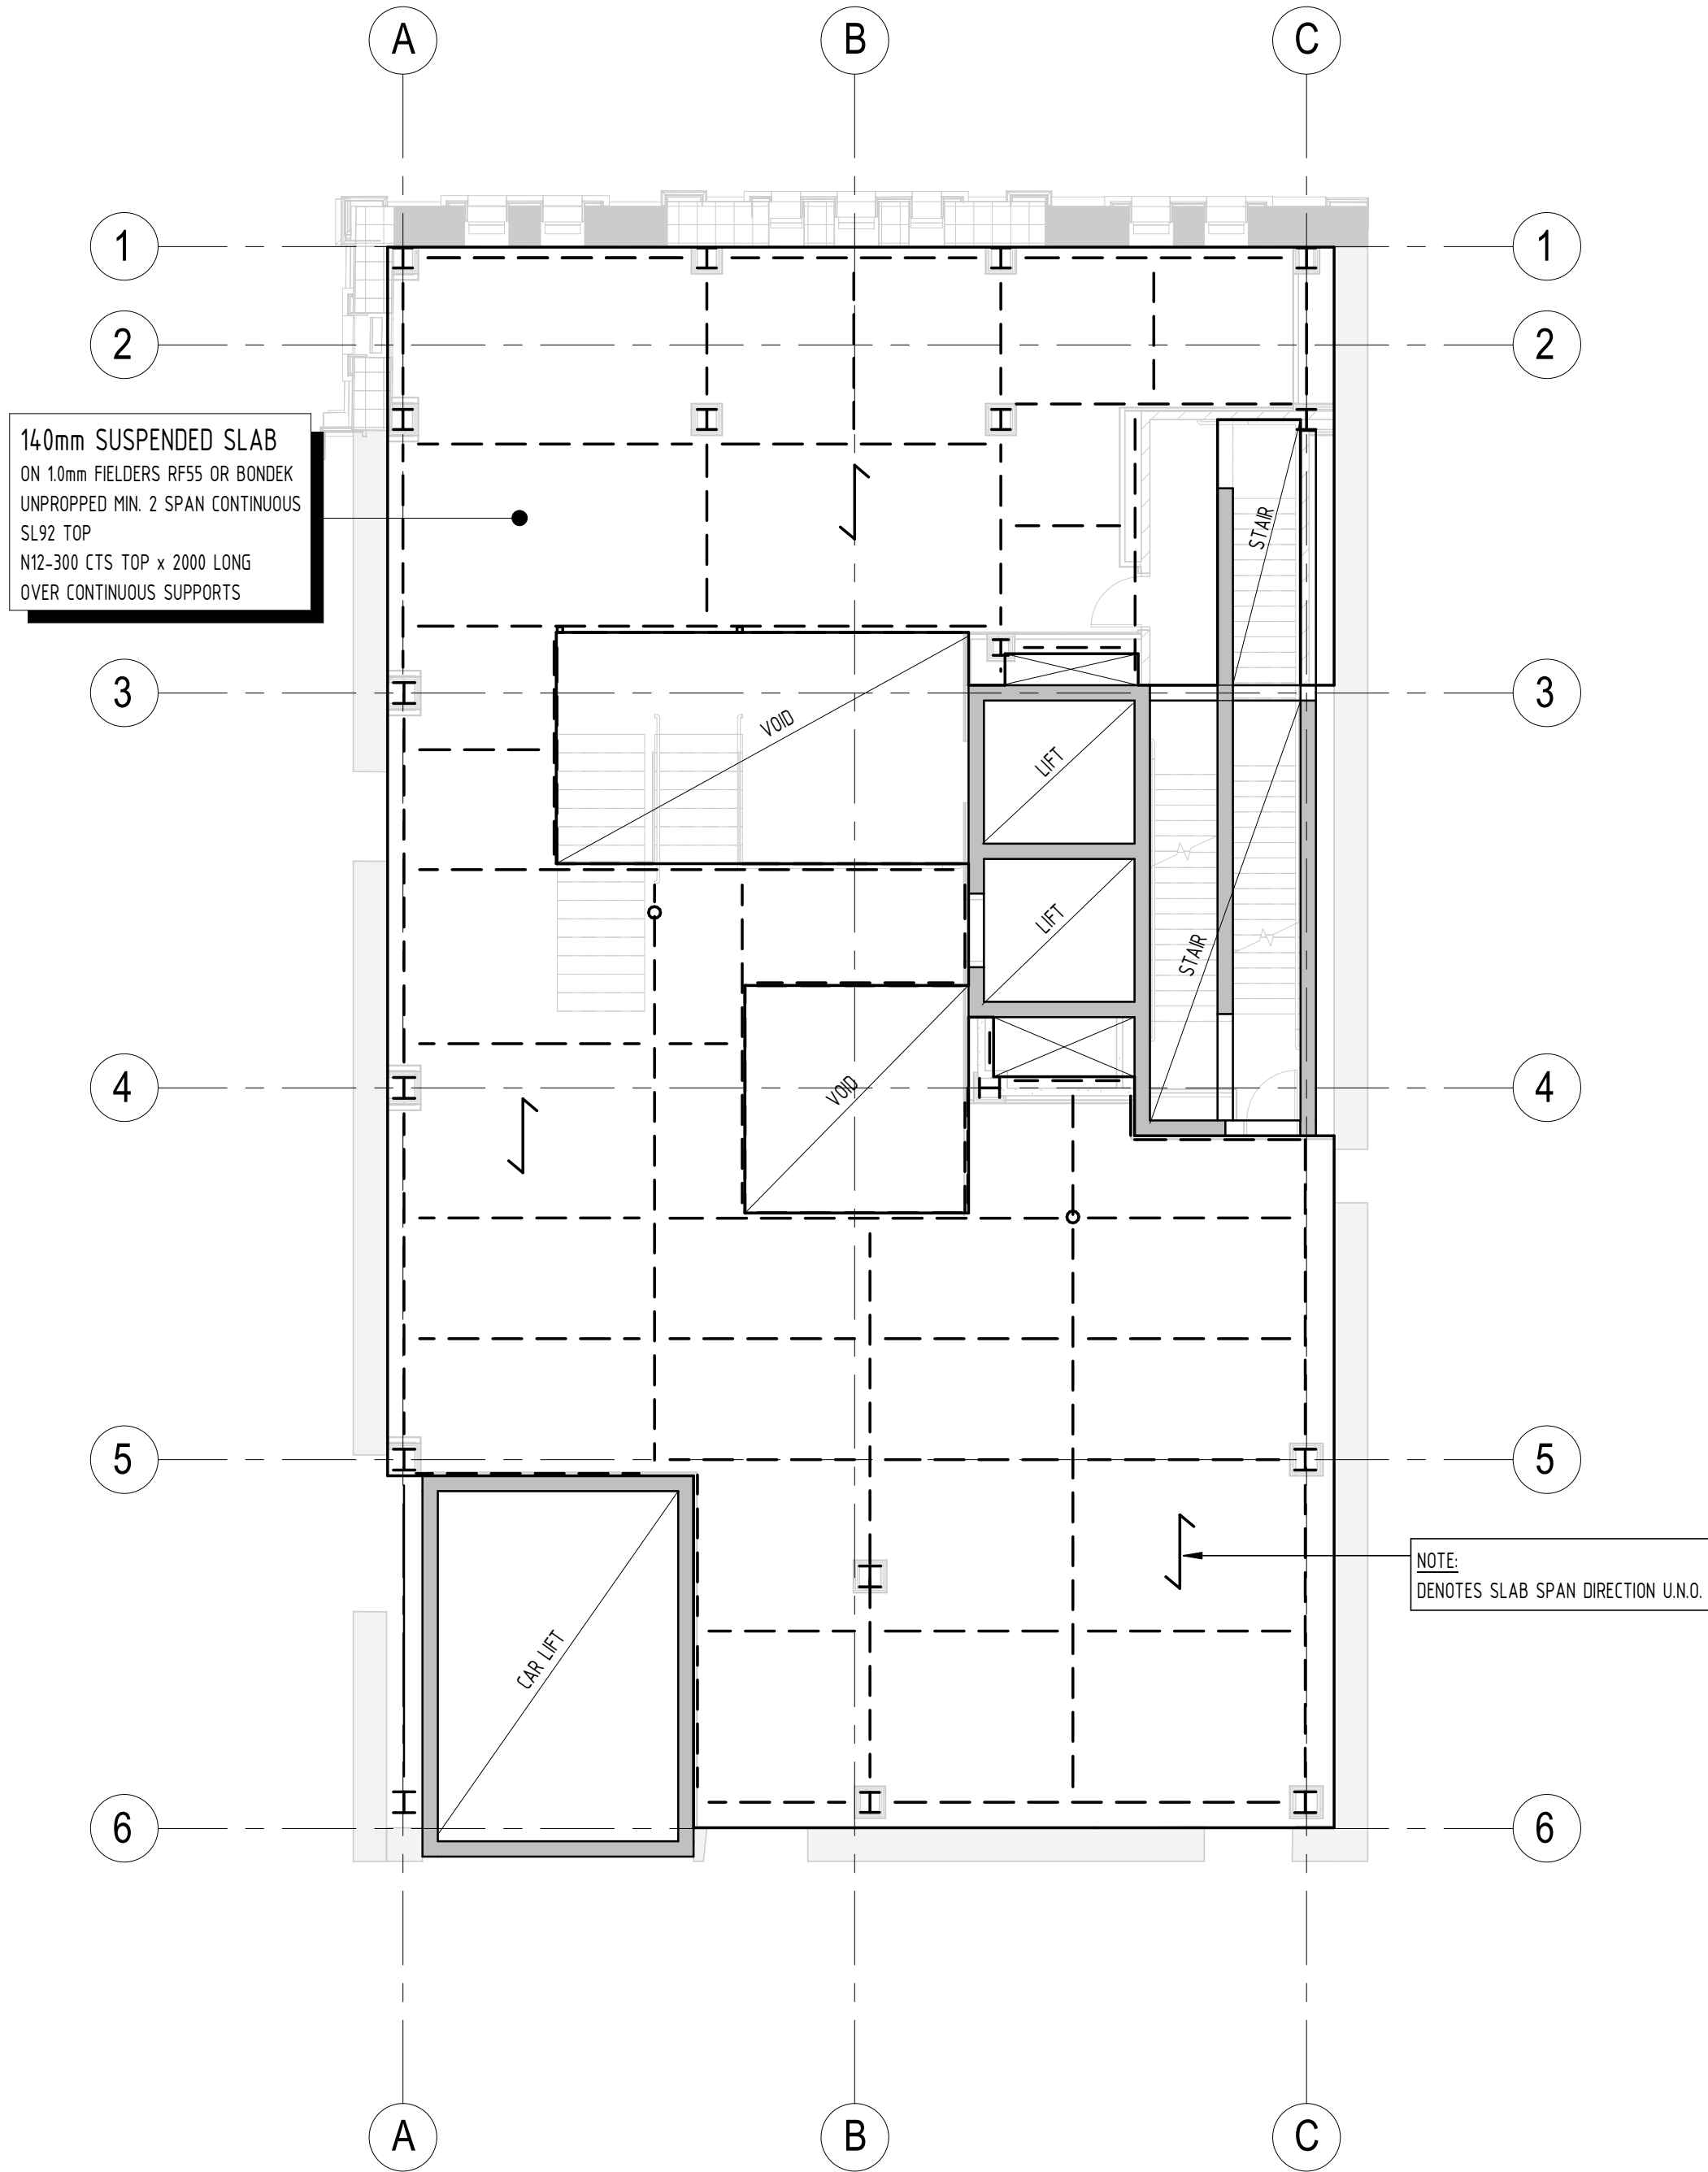 A
B
C
1
1
2
2
140mm SUSPENDED SLAB
ON 1.0mm FIELDERS RF55 OR BONDEK
UNPROPPED MIN. 2 SPAN CONTINUOUS
SL92 TOP
N12-300 CTS TOP x 2000 LONG
OVER CONTINUOUS SUPPORTS
STAIR
3
3
VOID
LIFT
LIFT
STAIR
4
4
VOID
5
5
NOTE:
DENOTES SLAB SPAN DIRECTION U.N.O.
CAR LIFT
6
6
A
B
C